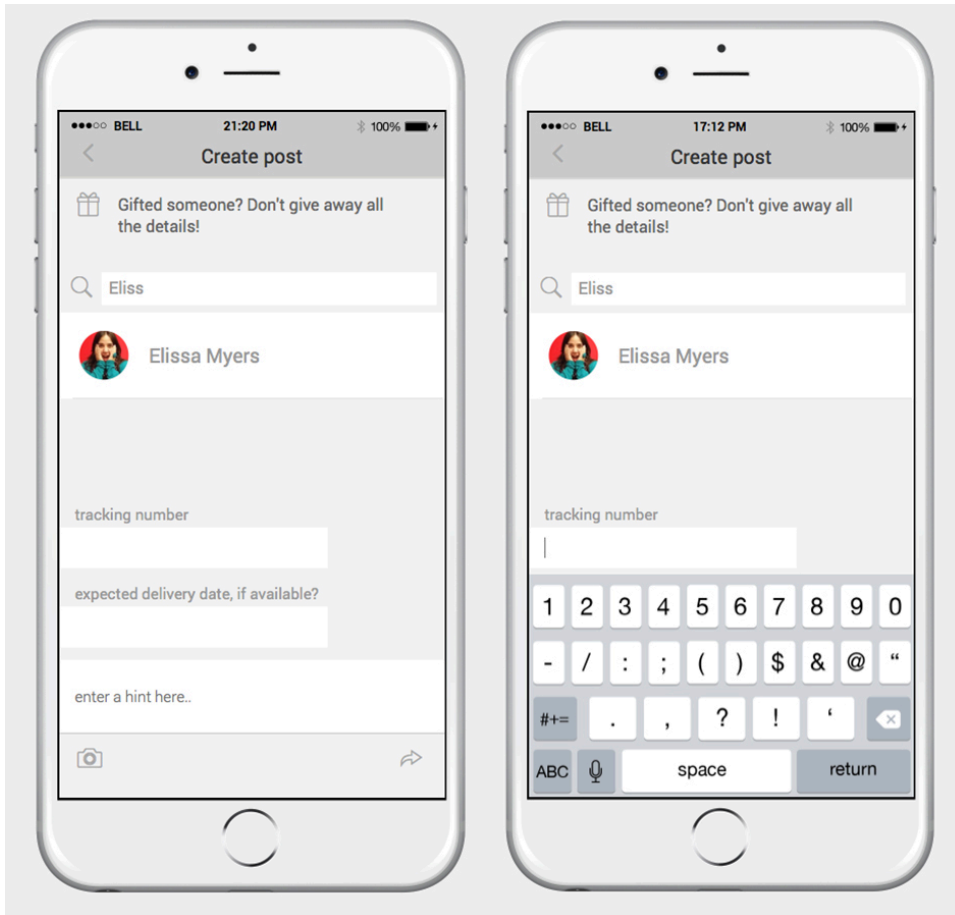 BELL 21:20 PM 100%
Create post
Gifted someone? Don't give away all
the details!
Eliss
Elissa Myers
tracking number
expected delivery date, if available?
enter a hint here..
BELL 17:12 PM 100%
Create post
Gifted someone? Don't give away all
the details!
Eliss
Elissa Myers
tracking number
1 2 3 4 5 6 7 8 9 0
- / : ; ( ) $ & @ “
#+= . , ? ! ‘
ABC space return